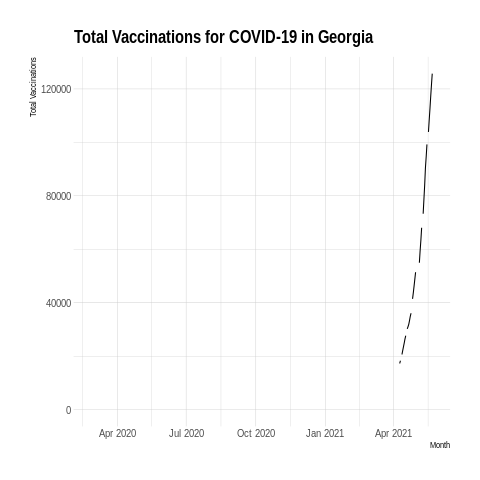 Total Vaccinations for COVID-19 in Georgia
Total Vaccinations
120000
80000
40000
0
Apr 2020 Jul 2020 Oct 2020 Jan 2021 Apr 2021
Month